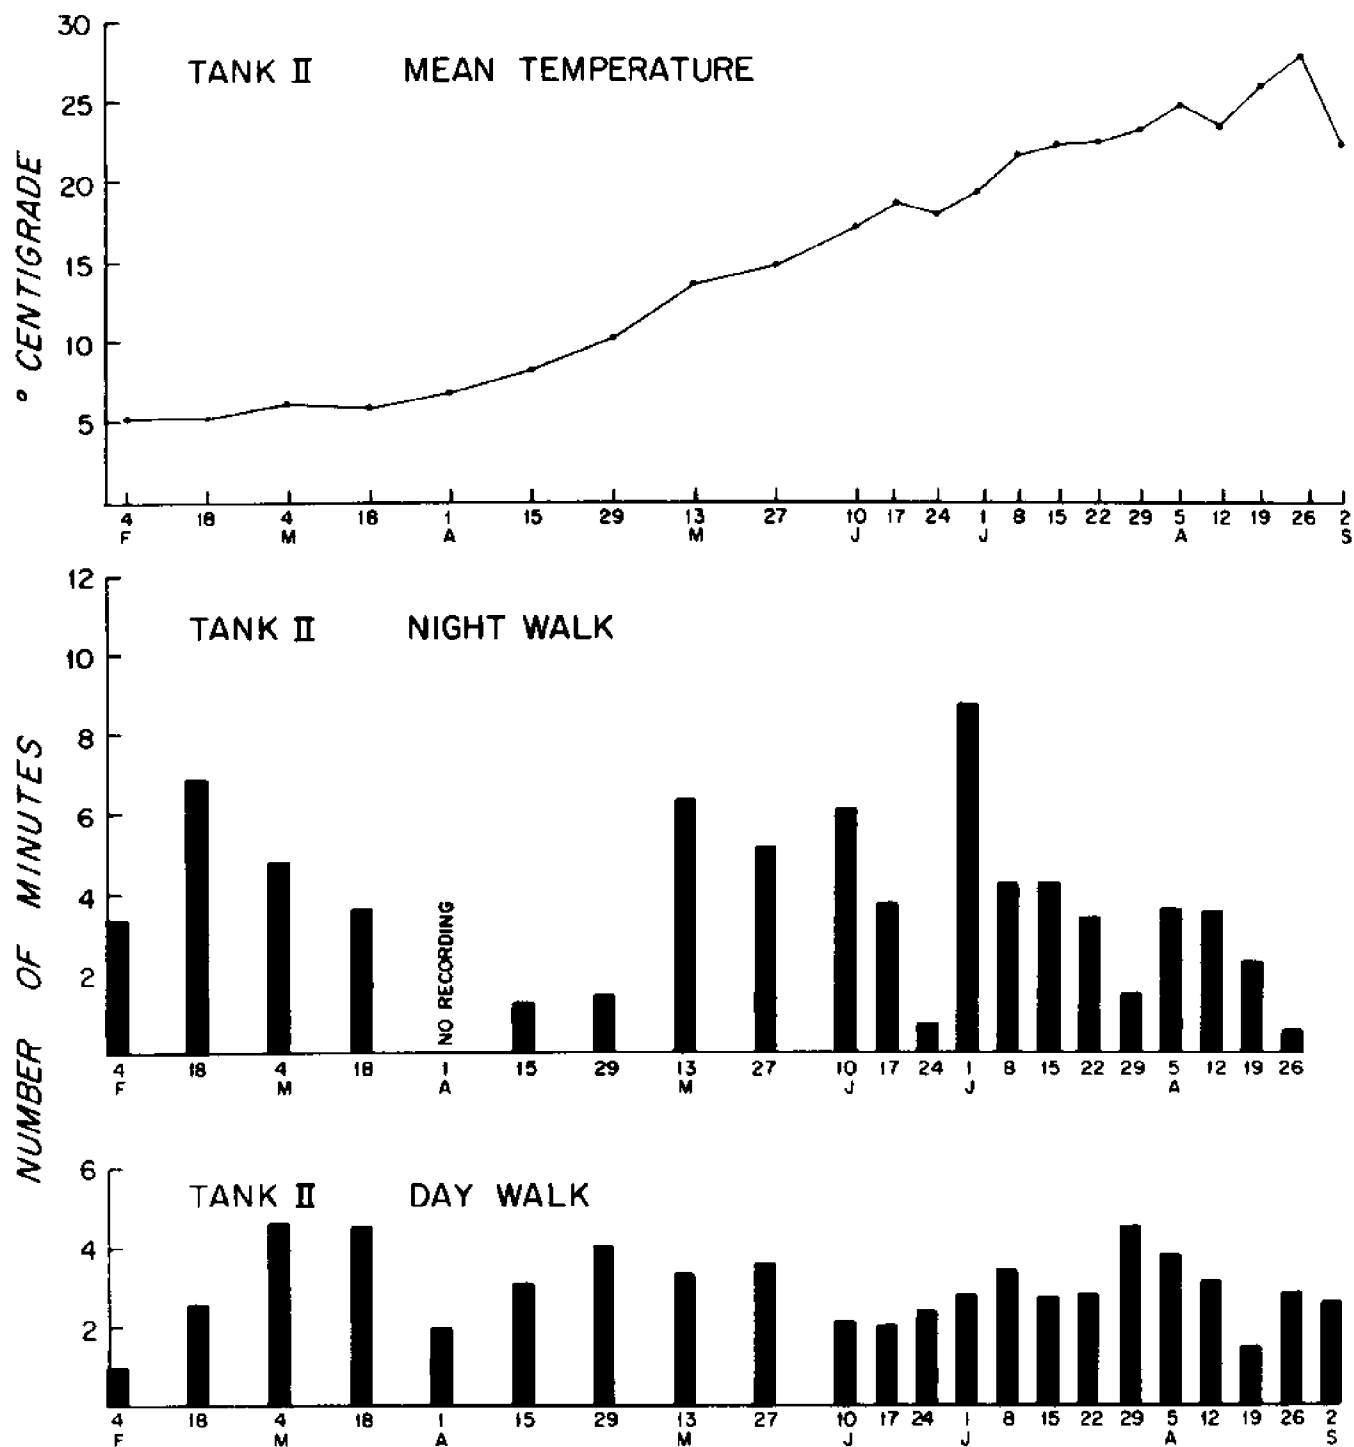 30
TANK II MEAN TEMPERATURE
25
20
15
10
5
° CENTIGRADE
4 18 4 18 1 15 29 13 27 10 17 24 1 8 15 22 29 5 12 19 26 2
F M A M J J A S
12
TANK II NIGHT WALK
10
8
6
4
2
NO RECORDING
NUMBER OF MINUTES
4 18 4 18 1 15 29 13 27 10 17 24 1 8 15 22 29 5 12 19 26
F M A M J J A
6
TANK II DAY WALK
4
2
4 18 4 18 1 15 29 13 27 10 17 24 1 8 15 22 29 5 12 19 26 2
F M A M J J A S